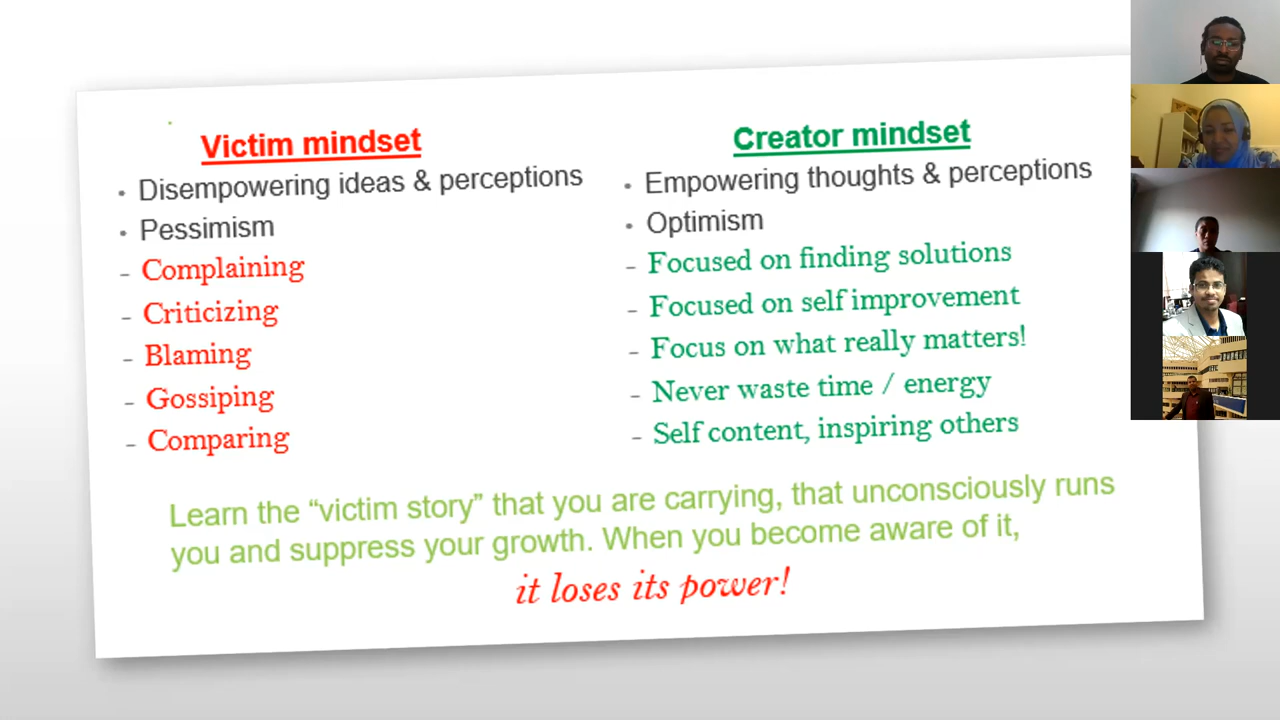 Victim mindset
• Disempowering ideas & perceptions
• Pessimism
- Complaining
- Criticizing
- Blaming
- Gossiping
- Comparing
Creator mindset
• Empowering thoughts & perceptions
• Optimism
- Focused on finding solutions
- Focused on self improvement
- Focus on what really matters!
- Never waste time / energy
- Self content, inspiring others
Learn the “victim story” that you are carrying, that unconsciously runs
you and suppress your growth. When you become aware of it,
it loses its power!